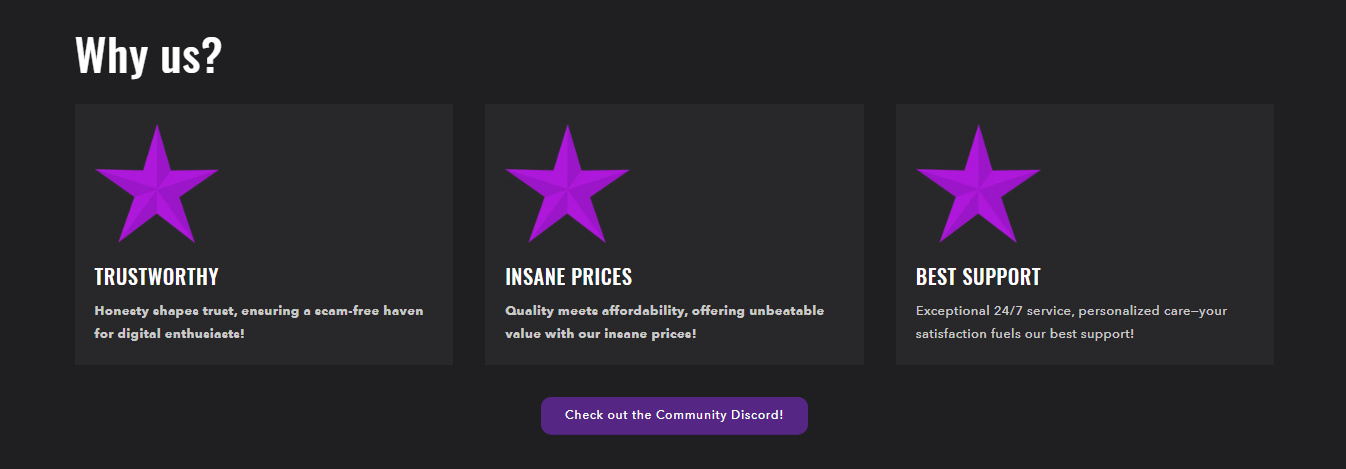 Why us?
TRUSTWORTHY
Honesty shapes trust, ensuring a scam-free haven
for digital enthusiasts!
INSANE PRICES
Quality meets affordability, offering unbeatable
value with our insane prices!
BEST SUPPORT
Exceptional 24/7 service, personalized care—your
satisfaction fuels our best support!
Check out the Community Discord!